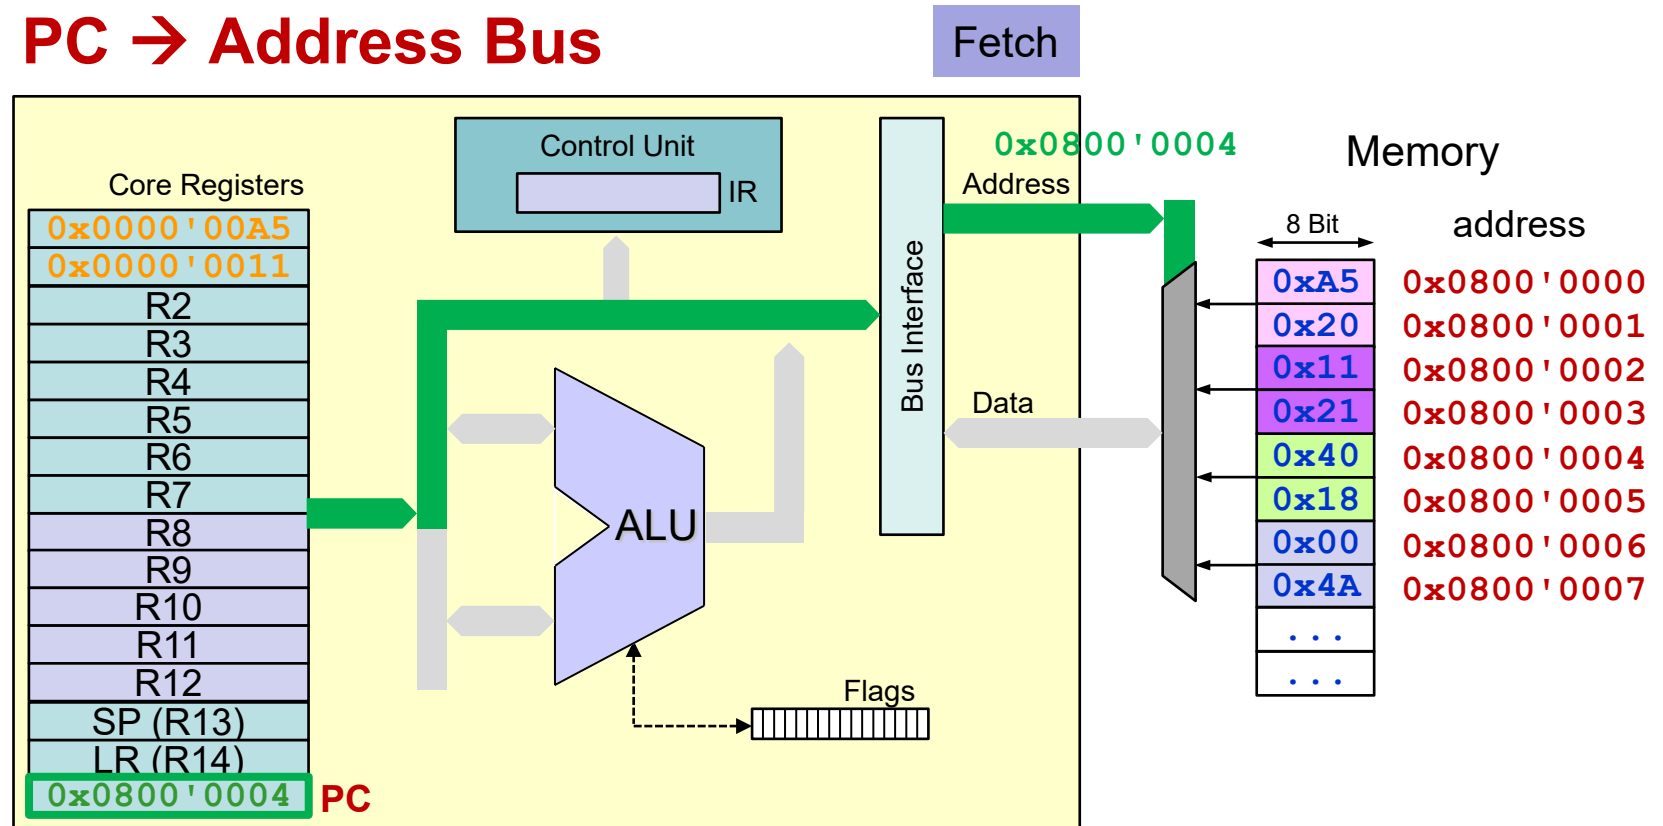 PC → Address Bus
Fetch
Control Unit
IR
0x0800'0004
Address
Memory
Core Registers
8 Bit
address
0x0000'00A5
0x0000'0011
R2
R3
R4
R5
R6
R7
R8
R9
R10
R11
R12
SP (R13)
LR (R14)
0x0800'0004 PC
ALU
Flags
Bus Interface
Data
0xA5 0x0800'0000
0x20 0x0800'0001
0x11 0x0800'0002
0x21 0x0800'0003
0x40 0x0800'0004
0x18 0x0800'0005
0x00 0x0800'0006
0x4A 0x0800'0007
...
...